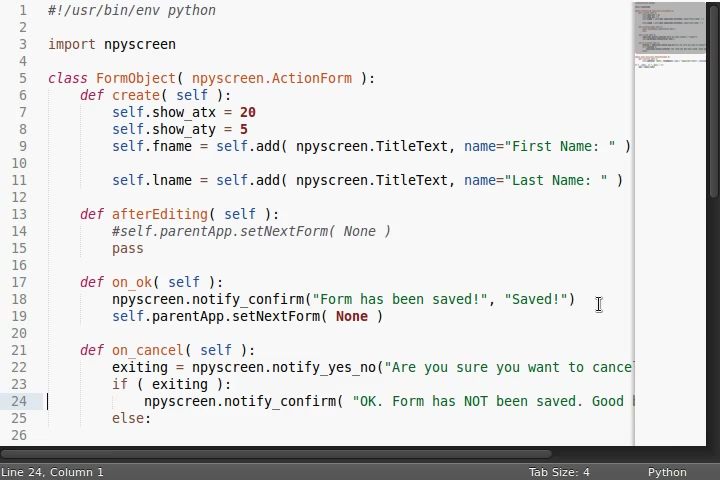 1 #!/usr/bin/env python
2
3 import npyscreen
4
5 class FormObject( npyscreen.ActionForm ):
6     def create( self ):
7         self.show_atx = 20
8         self.show_aty = 5
9         self.fname = self.add( npyscreen.TitleText, name="First Name: " )
10
11         self.lname = self.add( npyscreen.TitleText, name="Last Name: " )
12
13     def afterEditing( self ):
14         #self.parentApp.setNextForm( None )
15         pass
16
17     def on_ok( self ):
18         npyscreen.notify_confirm("Form has been saved!", "Saved!")
19         self.parentApp.setNextForm( None )
20
21     def on_cancel( self ):
22         exiting = npyscreen.notify_yes_no("Are you sure you want to cance
23         if ( exiting ):
24             npyscreen.notify_confirm( "OK. Form has NOT been saved. Good
25         else:
26
Line 24, Column 1 Tab Size: 4 Python